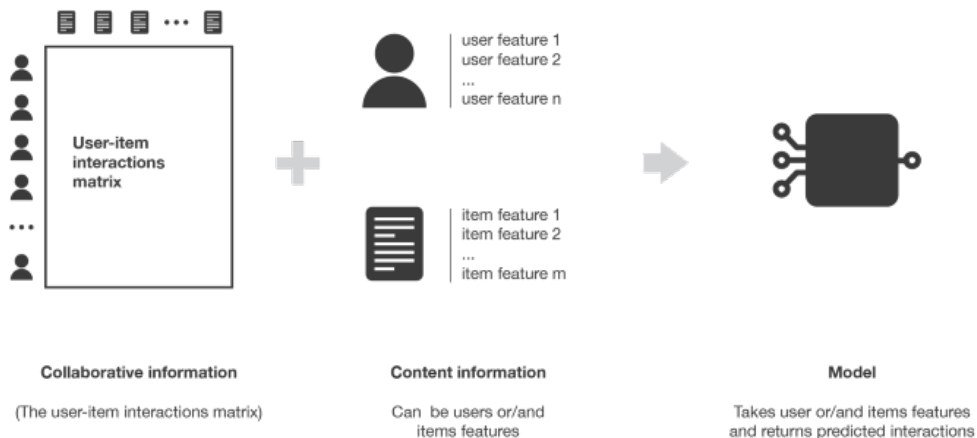 user feature 1
user feature 2
...
user feature n
User-item
interactions
matrix
item feature 1
item feature 2
...
item feature m
Collaborative information
(The user-item interactions matrix)
Content information
Can be users or/and
items features
Model
Takes user or/and items features
and returns predicted interactions